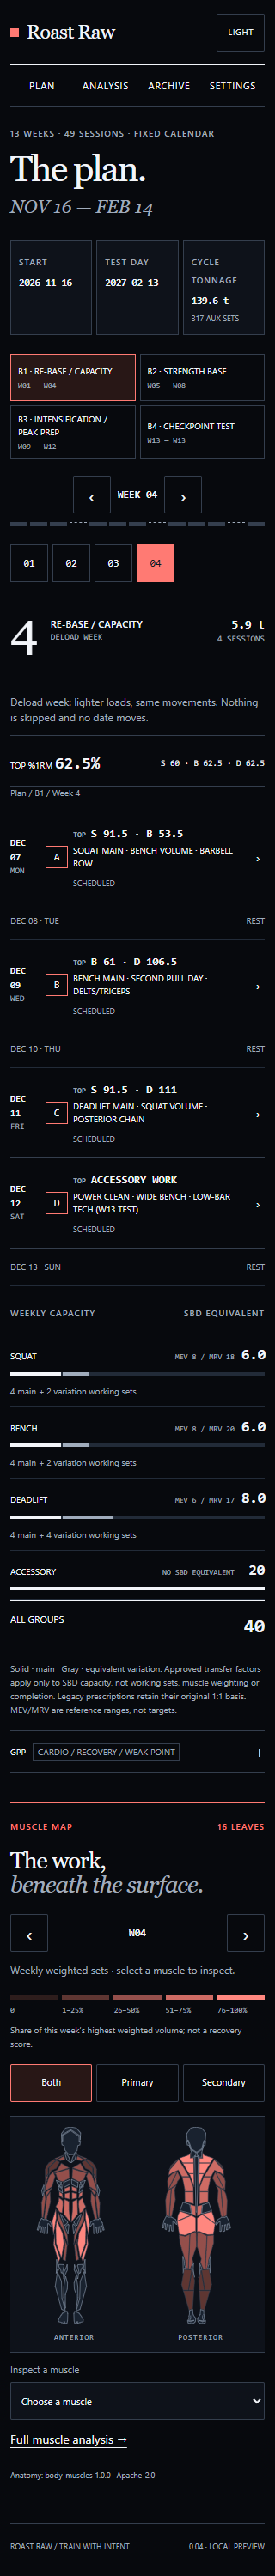 Roast Raw
LIGHT
PLAN ANALYSIS ARCHIVE SETTINGS
13 WEEKS · 49 SESSIONS · FIXED CALENDAR
The plan.
NOV 16 — FEB 14
START
2026-11-16
TEST DAY
2027-02-13
CYCLE
TONNAGE
139.6 t
317 AUX SETS
B1 · RE-BASE / CAPACITY
W01 — W04
B2 · STRENGTH BASE
W05 — W08
B3 · INTENSIFICATION /
PEAK PREP
W09 — W12
B4 · CHECKPOINT TEST
W13 — W13
‹ WEEK 04 ›
01 02 03 04
4
RE-BASE / CAPACITY
DELOAD WEEK
5.9 t
4 SESSIONS
Deload week: lighter loads, same movements. Nothing
is skipped and no date moves.
TOP %1RM 62.5%
S 60 · B 62.5 · D 62.5
Plan / B1 / Week 4
DEC
07
MON
A
TOP S 91.5 · B 53.5
SQUAT MAIN · BENCH VOLUME · BARBELL
ROW
SCHEDULED
›
DEC 08 · TUE REST
DEC
09
WED
B
TOP B 61 · D 106.5
BENCH MAIN · SECOND PULL DAY ·
DELTS/TRICEPS
SCHEDULED
›
DEC 10 · THU REST
DEC
11
FRI
C
TOP S 91.5 · D 111
DEADLIFT MAIN · SQUAT VOLUME ·
POSTERIOR CHAIN
SCHEDULED
›
DEC
12
SAT
D
TOP ACCESSORY WORK
POWER CLEAN · WIDE BENCH · LOW-BAR
TECH (W13 TEST)
SCHEDULED
›
DEC 13 · SUN REST
WEEKLY CAPACITY SBD EQUIVALENT
SQUAT MEV 8 / MRV 18 6.0
4 main + 2 variation working sets
BENCH MEV 8 / MRV 20 6.0
4 main + 2 variation working sets
DEADLIFT MEV 6 / MRV 17 8.0
4 main + 4 variation working sets
ACCESSORY NO SBD EQUIVALENT 20
ALL GROUPS 40
Solid · main Gray · equivalent variation. Approved transfer factors
apply only to SBD capacity, not working sets, muscle weighting or
completion. Legacy prescriptions retain their original 1:1 basis.
MEV/MRV are reference ranges, not targets.
GPP CARDIO / RECOVERY / WEAK POINT +
MUSCLE MAP 16 LEAVES
The work,
beneath the surface.
‹ W04 ›
Weekly weighted sets · select a muscle to inspect.
0 1–25% 26–50% 51–75% 76–100%
Share of this week's highest weighted volume; not a recovery
score.
Both Primary Secondary
ANTERIOR POSTERIOR
Inspect a muscle
Choose a muscle
Full muscle analysis →
Anatomy: body-muscles 1.0.0 · Apache-2.0
ROAST RAW / TRAIN WITH INTENT 0.04 · LOCAL PREVIEW